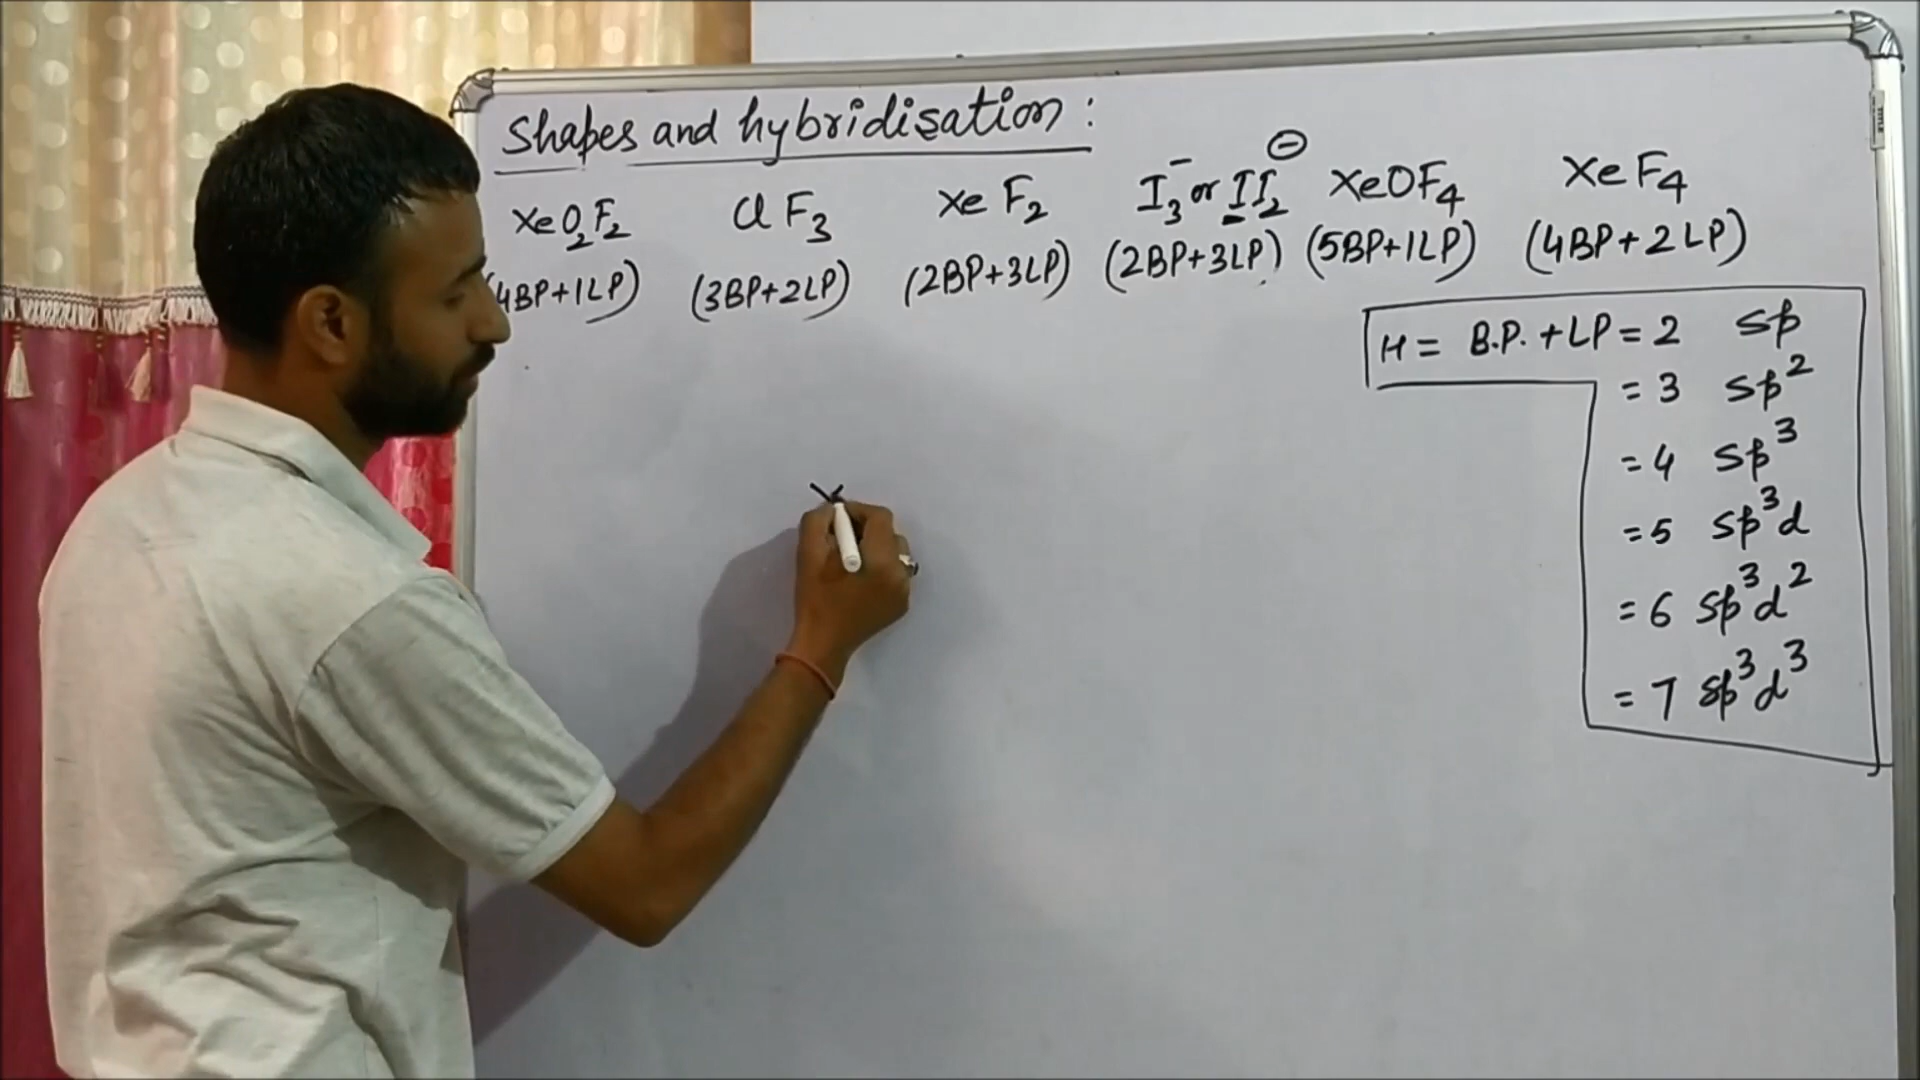 Shapes and hybridisation :
XeO₂F₂ ClF₃ XeF₂ I₃⁻ or II₂⊖ XeOF₄ XeF₄
(4BP+1LP) (3BP+2LP) (2BP+3LP) (2BP+3LP) (5BP+1LP) (4BP+2LP)
H = B.P. + LP = 2 sp
= 3 sp²
= 4 sp³
= 5 sp³d
= 6 sp³d²
= 7 sp³d³